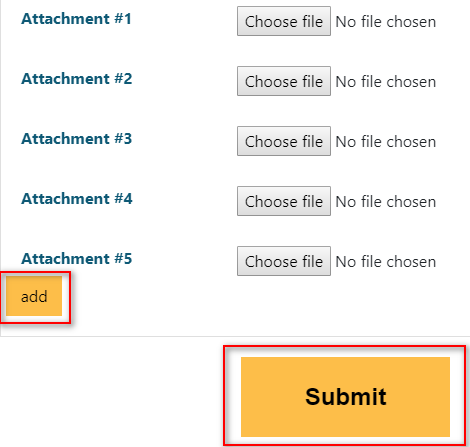 Attachment #1 Choose file No file chosen
Attachment #2 Choose file No file chosen
Attachment #3 Choose file No file chosen
Attachment #4 Choose file No file chosen
Attachment #5 Choose file No file chosen
add
Submit